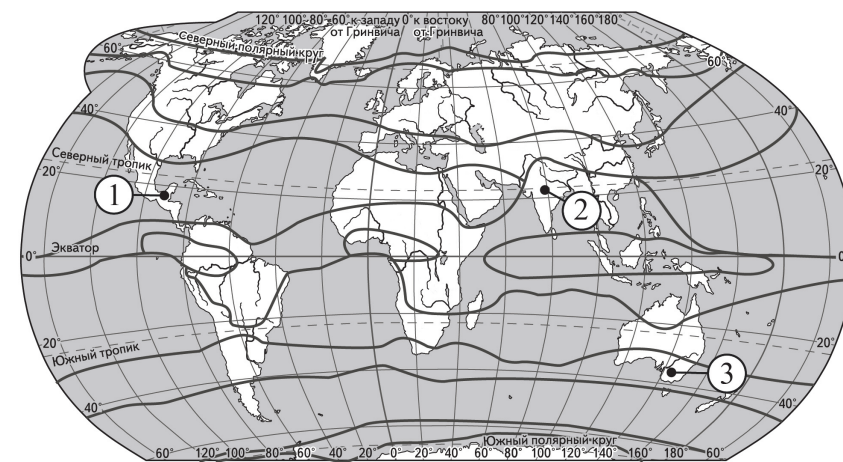 120° 100° 80° 60° к западу 0° к востоку 80° 100° 120° 140° 160° 180°
от Гринвича от Гринвича
Северный полярный круг
60° 60°
40° 40°
Северный тропик
20° 20°
1
2
Экватор
0° 0
20° 20°
Южный тропик
3
40° 40°
Южный полярный круг
60° 120° 100° 80° 60° 40° 20° 0° 20° 40° 60° 80° 100° 120° 140° 160° 180° 60°